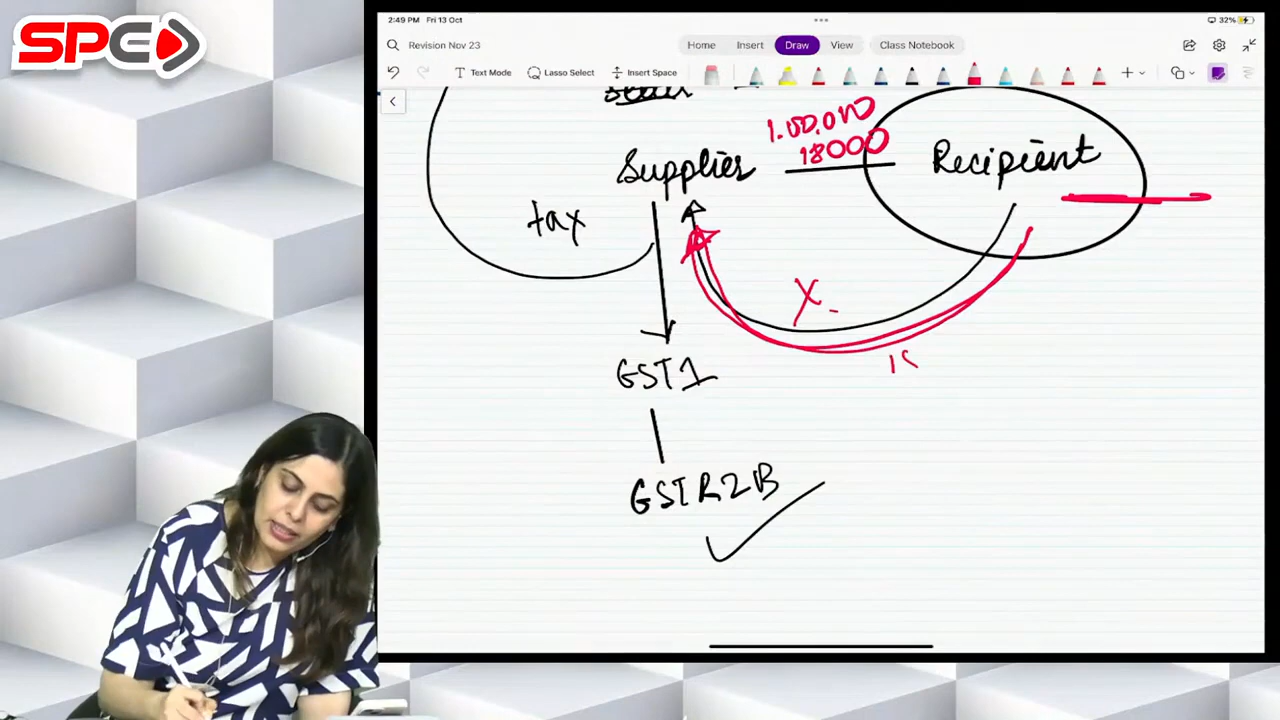 SPC
2:49 PM Fri 13 Oct
32%
Revision Nov 23
Home Insert Draw View Class Notebook
Text Mode Lasso Select Insert Space
1.00.000
18000
Supplier
Recipient
tax
X
GST1
GSTR2B